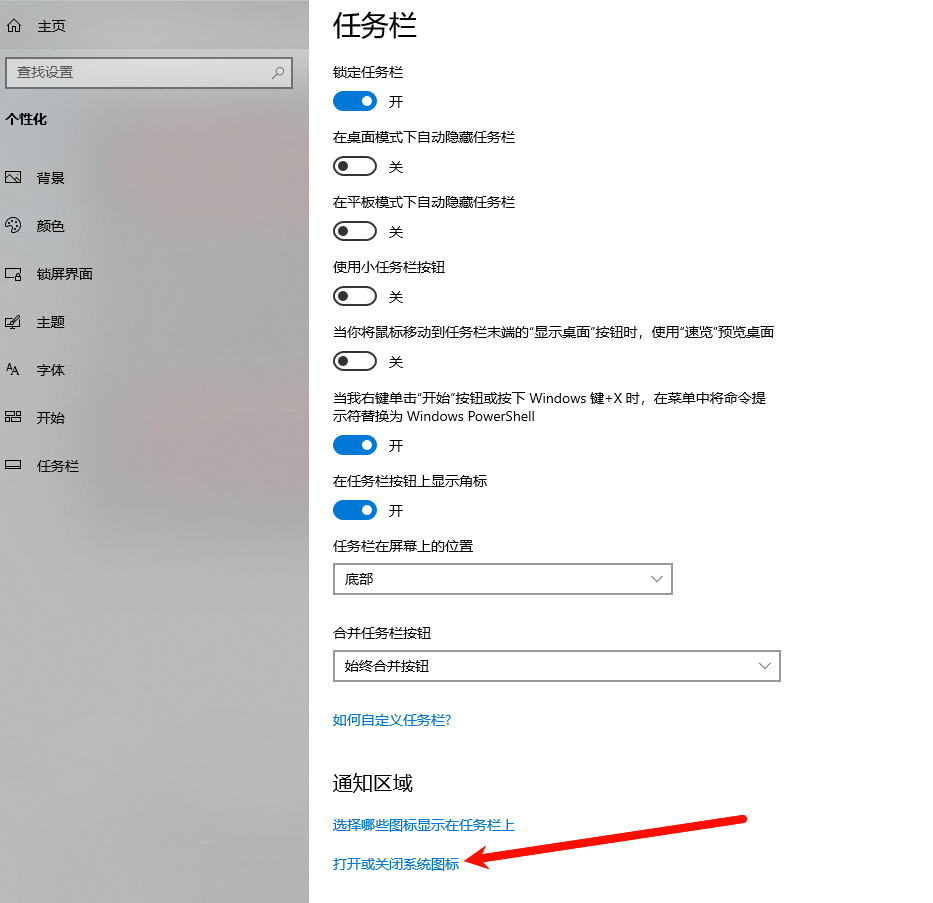 主页
查找设置
个性化
背景
颜色
锁屏界面
主题
字体
开始
任务栏
任务栏
锁定任务栏
开
在桌面模式下自动隐藏任务栏
关
在平板模式下自动隐藏任务栏
关
使用小任务栏按钮
关
当你将鼠标移动到任务栏末端的“显示桌面”按钮时，使用“速览”预览桌面
关
当我右键单击“开始”按钮或按下 Windows 键+X 时，在菜单中将命令提
示符替换为 Windows PowerShell
开
在任务栏按钮上显示角标
开
任务栏在屏幕上的位置
底部
合并任务栏按钮
始终合并按钮
如何自定义任务栏?
通知区域
选择哪些图标显示在任务栏上
打开或关闭系统图标